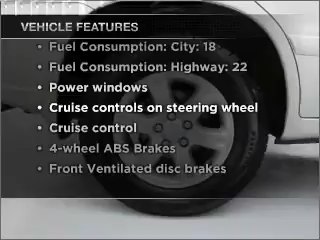 VEHICLE FEATURES
• Fuel Consumption: City: 18
• Fuel Consumption: Highway: 22
• Power windows
• Cruise controls on steering wheel
• Cruise control
• 4-wheel ABS Brakes
• Front Ventilated disc brakes